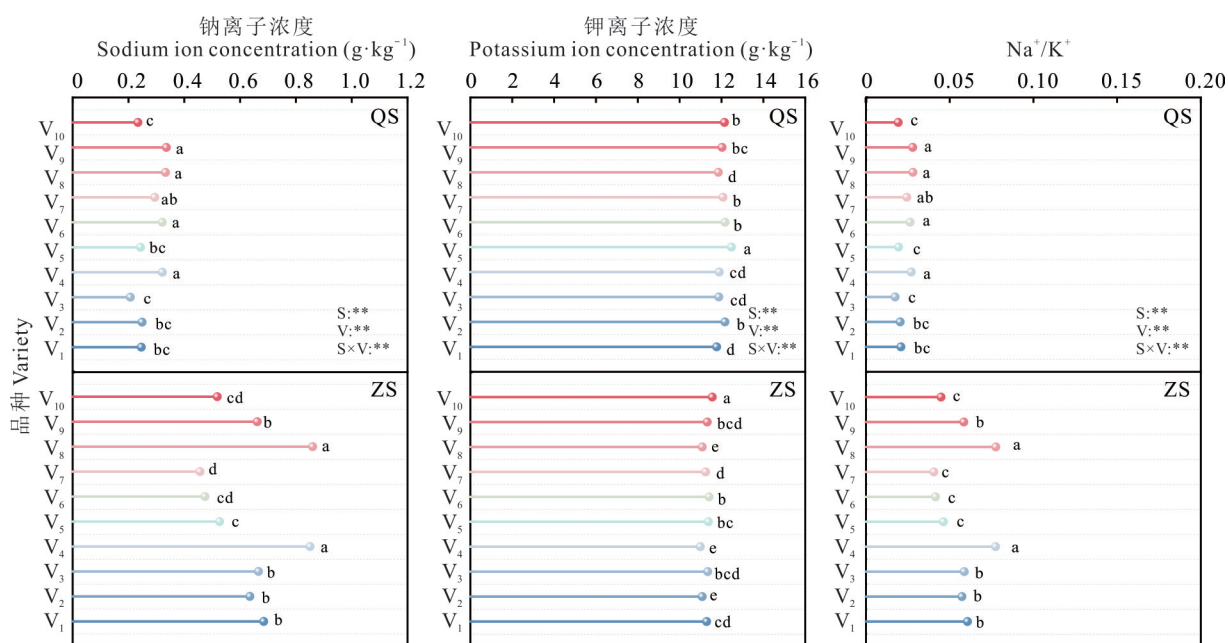 钠离子浓度
Sodium ion concentration (g·kg⁻¹)
0 0.2 0.4 0.6 0.8 1.0 1.2
钾离子浓度
Potassium ion concentration (g·kg⁻¹)
0 2 4 6 8 10 12 14 16
Na⁺/K⁺
0 0.05 0.10 0.15 0.20
品种 Variety
QS QS QS
V₁₀ c V₁₀ b V₁₀ c
V₉ a V₉ bc V₉ a
V₈ a V₈ d V₈ a
V₇ ab V₇ b V₇ ab
V₆ a V₆ b V₆ a
V₅ bc V₅ a V₅ c
V₄ a V₄ cd V₄ a
V₃ c V₃ cd V₃ c
S:** S:** S:**
V₂ bc V₂ b V₂ bc
V:** V:** V:**
V₁ bc V₁ d V₁ bc
S×V:** S×V:** S×V:**
ZS ZS ZS
V₁₀ cd V₁₀ a V₁₀ c
V₉ b V₉ bcd V₉ b
V₈ a V₈ e V₈ a
V₇ d V₇ d V₇ c
V₆ cd V₆ b V₆ c
V₅ c V₅ bc V₅ c
V₄ a V₄ e V₄ a
V₃ b V₃ bcd V₃ b
V₂ b V₂ e V₂ b
V₁ b V₁ cd V₁ b